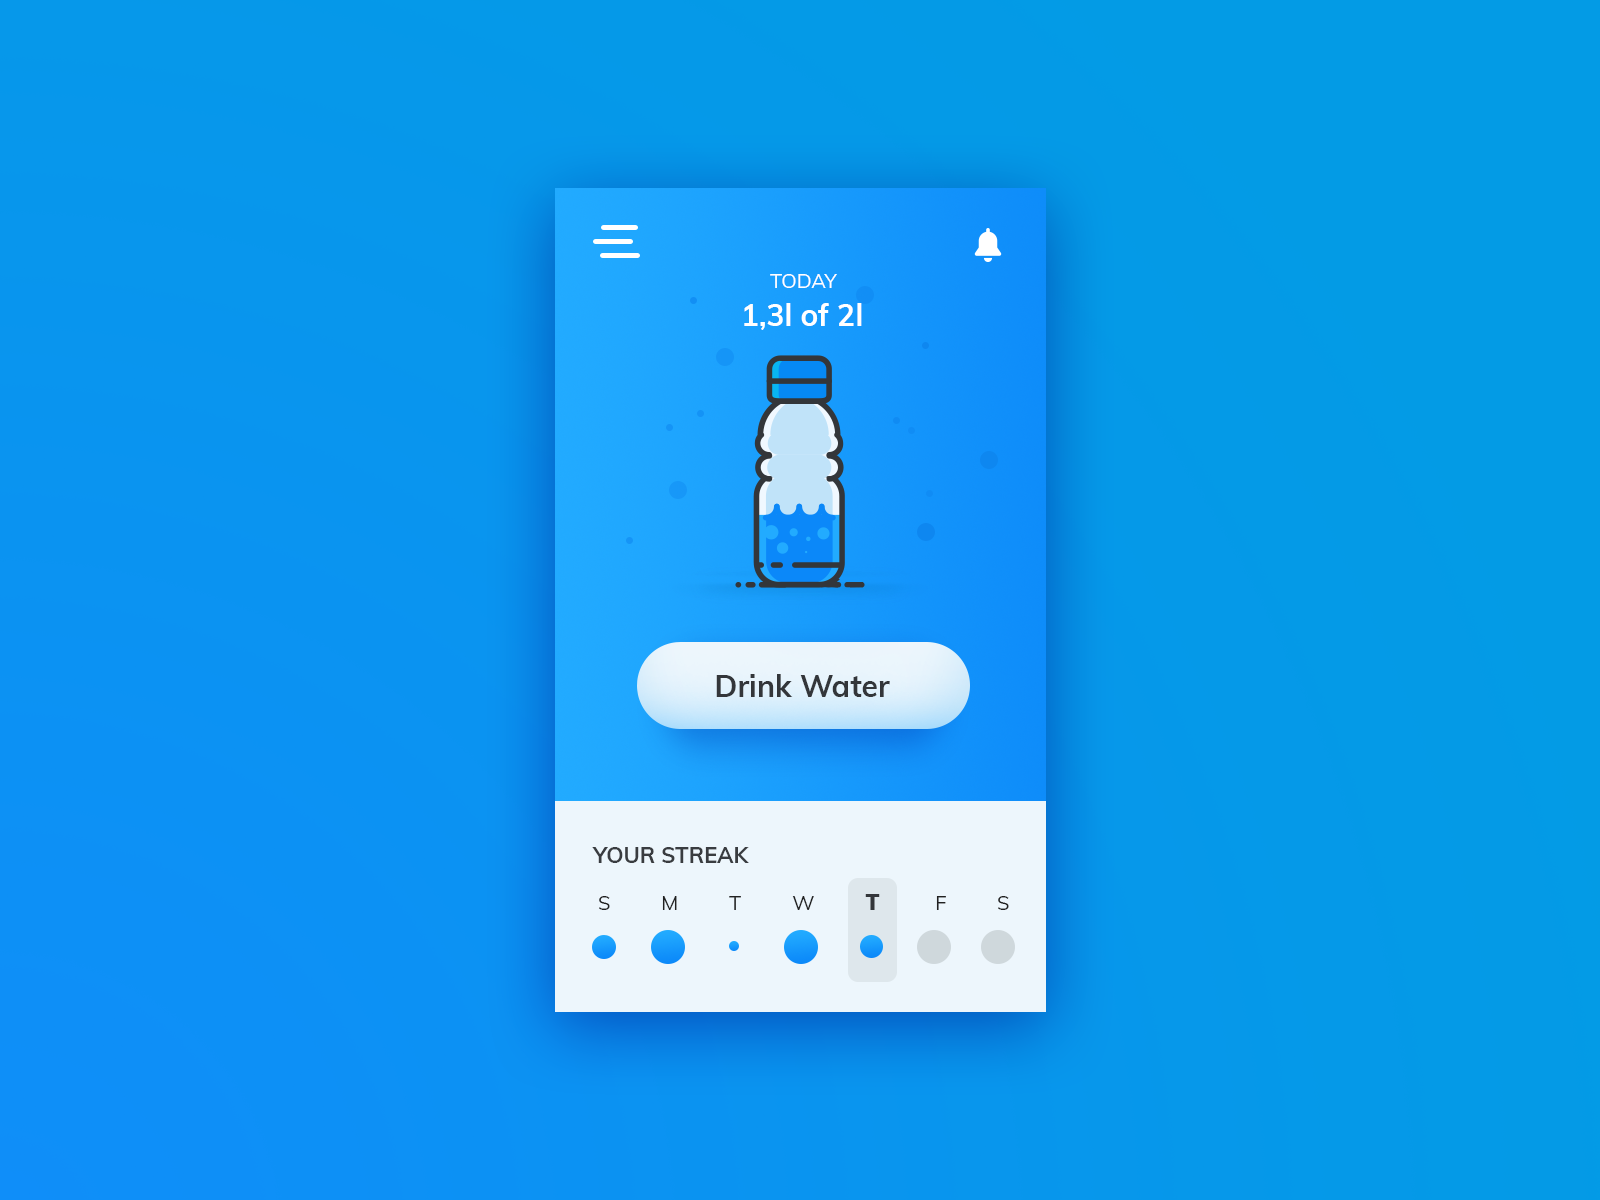 TODAY
1,3l of 2l
Drink Water
YOUR STREAK
S M T W T F S